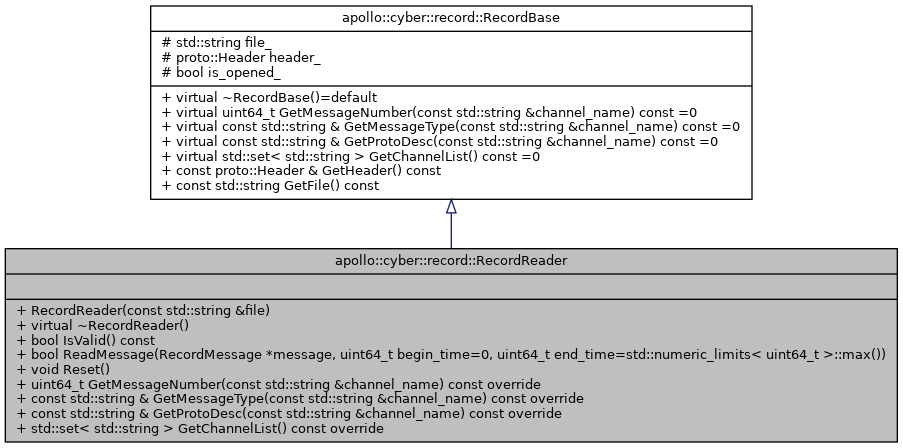 apollo::cyber::record::RecordBase
# std::string file_
# proto::Header header_
# bool is_opened_
+ virtual ~RecordBase()=default
+ virtual uint64_t GetMessageNumber(const std::string &channel_name) const =0
+ virtual const std::string & GetMessageType(const std::string &channel_name) const =0
+ virtual const std::string & GetProtoDesc(const std::string &channel_name) const =0
+ virtual std::set< std::string > GetChannelList() const =0
+ const proto::Header & GetHeader() const
+ const std::string GetFile() const
apollo::cyber::record::RecordReader
+ RecordReader(const std::string &file)
+ virtual ~RecordReader()
+ bool IsValid() const
+ bool ReadMessage(RecordMessage *message, uint64_t begin_time=0, uint64_t end_time=std::numeric_limits< uint64_t >::max())
+ void Reset()
+ uint64_t GetMessageNumber(const std::string &channel_name) const override
+ const std::string & GetMessageType(const std::string &channel_name) const override
+ const std::string & GetProtoDesc(const std::string &channel_name) const override
+ std::set< std::string > GetChannelList() const override